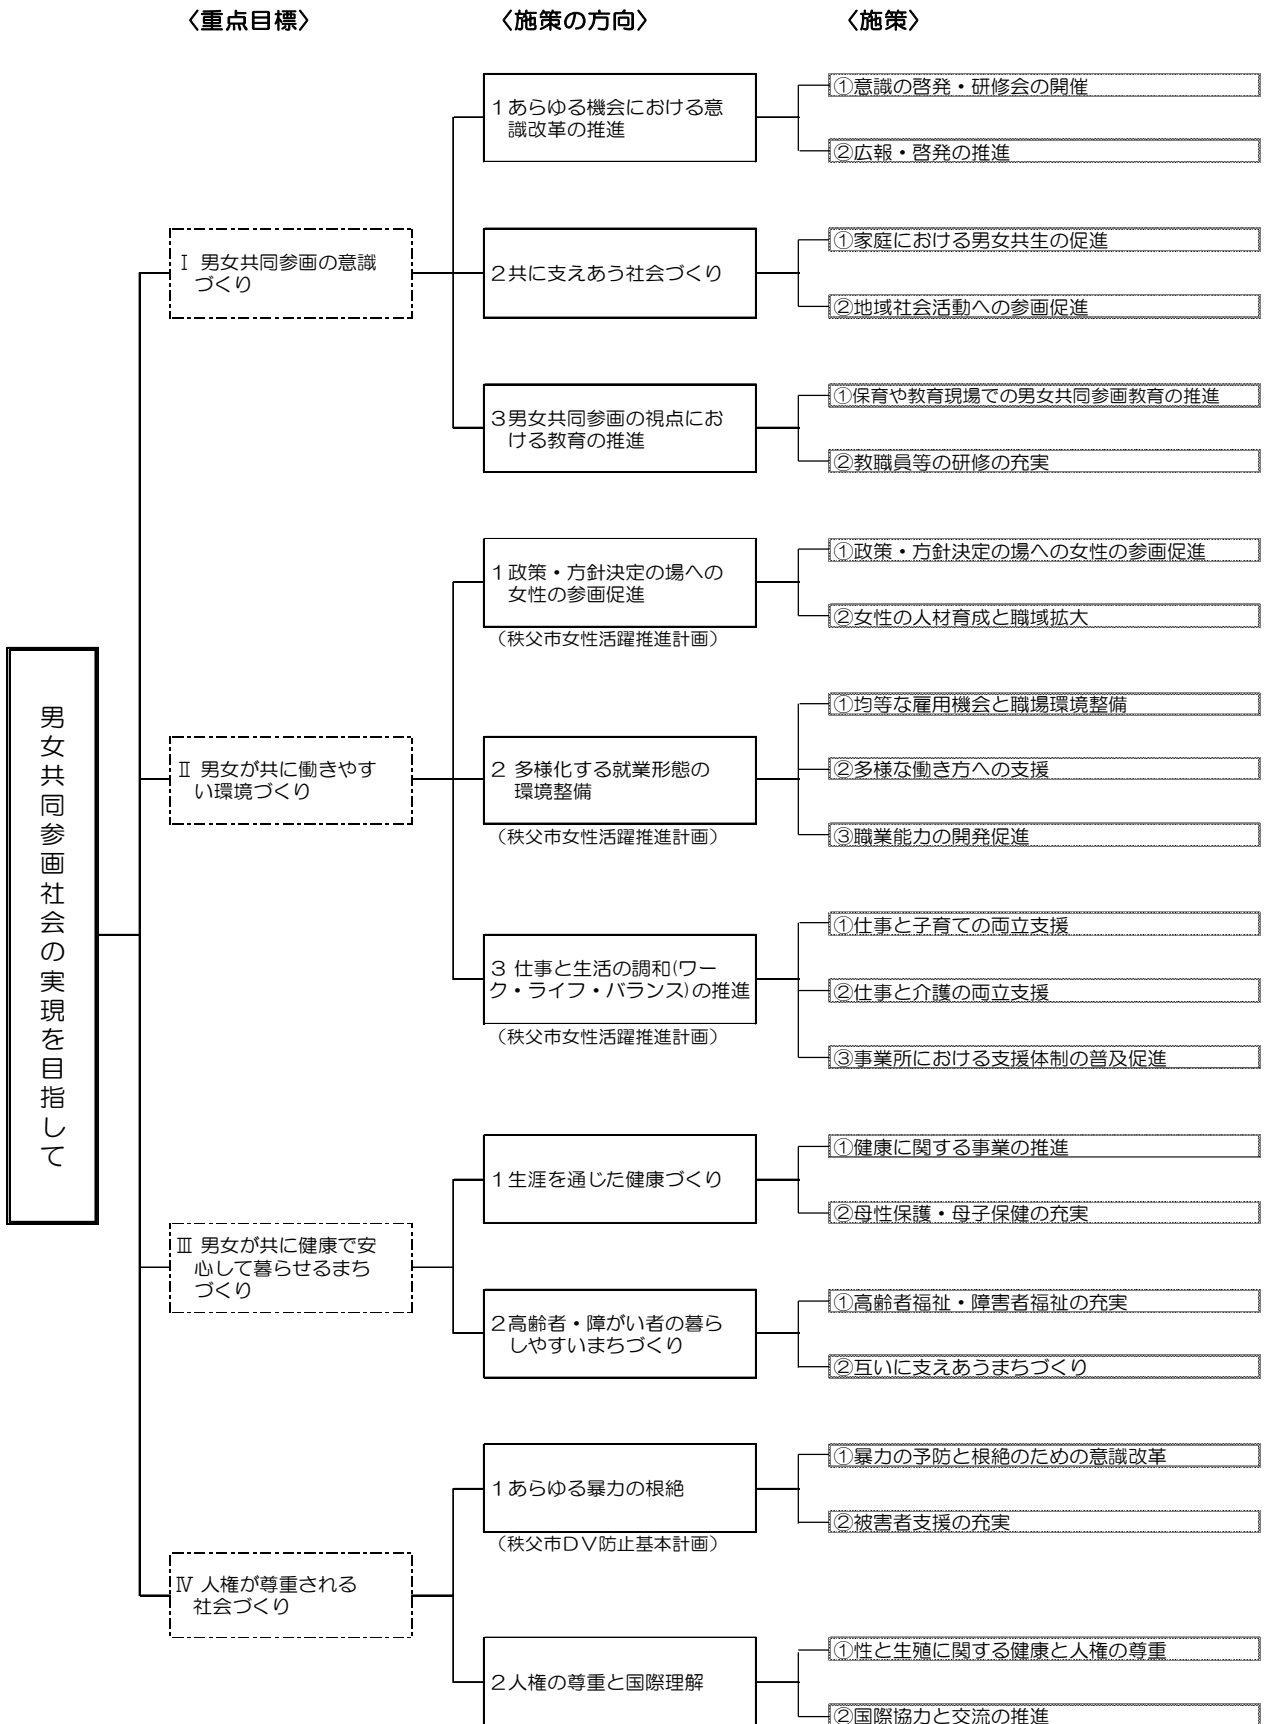 〈重点目標〉
〈施策の方向〉
〈施策〉
男女共同参画社会の実現を目指して
Ⅰ 男女共同参画の意識
づくり
1あらゆる機会における意
識改革の推進
①意識の啓発・研修会の開催
②広報・啓発の推進
2共に支えあう社会づくり
①家庭における男女共生の促進
②地域社会活動への参画促進
3男女共同参画の視点にお
ける教育の推進
①保育や教育現場での男女共同参画教育の推進
②教職員等の研修の充実
Ⅱ 男女が共に働きやす
い環境づくり
1政策・方針決定の場への
女性の参画促進
(秩父市女性活躍推進計画)
①政策・方針決定の場への女性の参画促進
②女性の人材育成と職域拡大
2 多様化する就業形態の
環境整備
(秩父市女性活躍推進計画)
①均等な雇用機会と職場環境整備
②多様な働き方への支援
③職業能力の開発促進
3 仕事と生活の調和(ワー
ク・ライフ・バランス)の推進
(秩父市女性活躍推進計画)
①仕事と子育ての両立支援
②仕事と介護の両立支援
③事業所における支援体制の普及促進
Ⅲ 男女が共に健康で安
心して暮らせるまち
づくり
1生涯を通じた健康づくり
①健康に関する事業の推進
②母性保護・母子保健の充実
2高齢者・障がい者の暮ら
しやすいまちづくり
①高齢者福祉・障害者福祉の充実
②互いに支えあうまちづくり
Ⅳ 人権が尊重される
社会づくり
1あらゆる暴力の根絶
(秩父市DV防止基本計画)
①暴力の予防と根絶のための意識改革
②被害者支援の充実
2人権の尊重と国際理解
①性と生殖に関する健康と人権の尊重
②国際協力と交流の推進